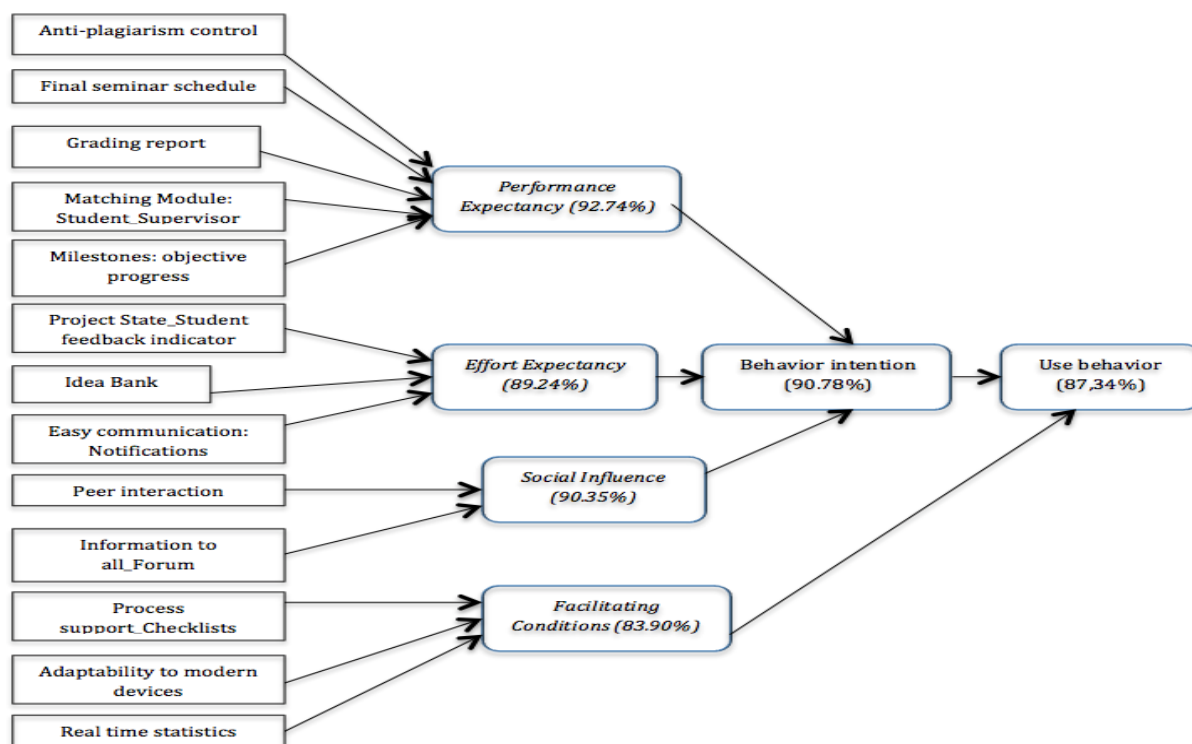 Anti-plagiarism control
Final seminar schedule
Grading report
Matching Module:
Student_Supervisor
Milestones: objective
progress
Project State_Student
feedback indicator
Idea Bank
Easy communication:
Notifications
Peer interaction
Information to
all_Forum
Process
support_Checklists
Adaptability to modern
devices
Real time statistics
Performance
Expectancy (92.74%)
Effort Expectancy
(89.24%)
Social Influence
(90.35%)
Facilitating
Conditions (83.90%)
Behavior intention
(90.78%)
Use behavior
(87,34%)